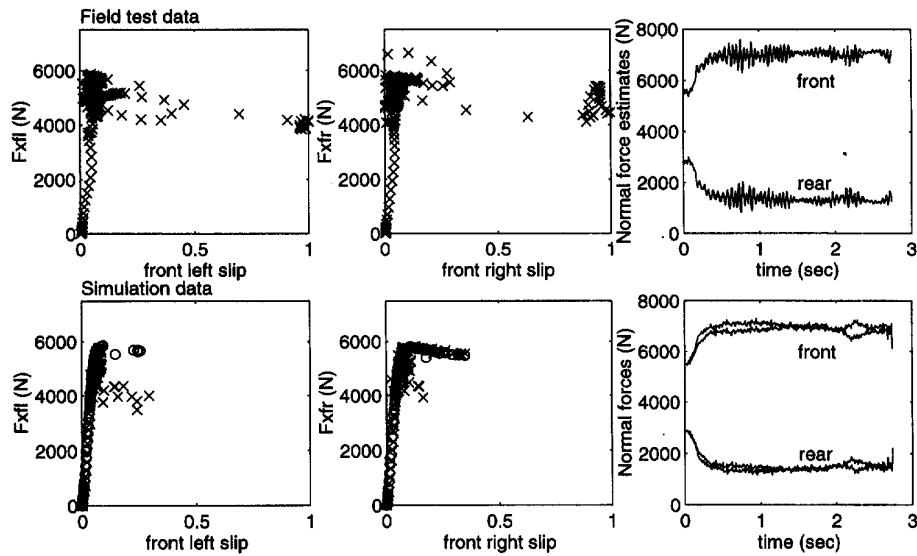 Field test data
Fxfl (N)
6000
4000
2000
0
0
0.5
1
front left slip
Fxfr (N)
6000
4000
2000
0
0
0.5
1
front right slip
Normal force estimates (N)
8000
6000
4000
2000
0
front
rear
0
1
2
3
time (sec)
Simulation data
Fxfl (N)
6000
4000
2000
0
0
0.5
1
front left slip
Fxfr (N)
6000
4000
2000
0
0
0.5
1
front right slip
Normal forces (N)
8000
6000
4000
2000
0
front
rear
0
1
2
3
time (sec)